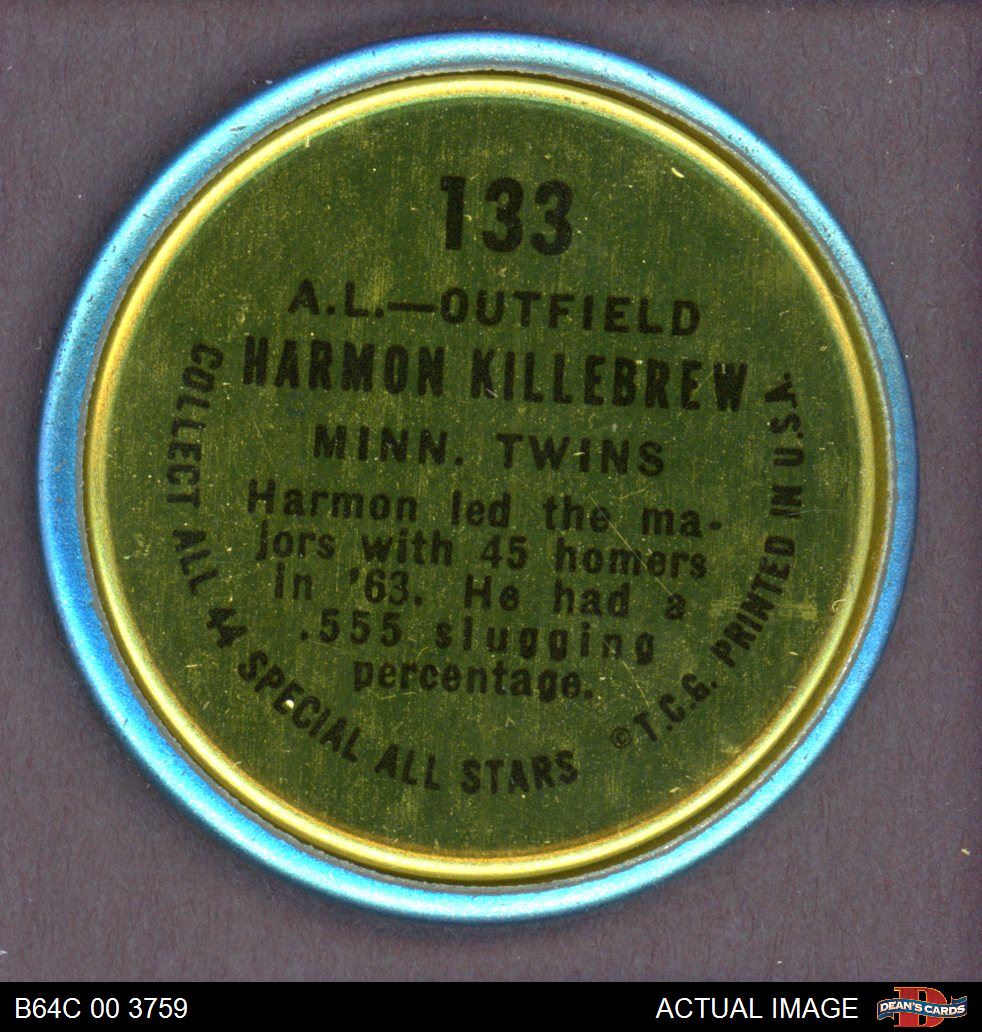 133
A.L.—OUTFIELD
HARMON KILLEBREW
MINN. TWINS
Harmon led the ma-
jors with 45 homers
in '63. He had a
.555 slugging
percentage.
COLLECT ALL 44 SPECIAL ALL STARS
© T.C.G. PRINTED IN U.S.A.
B64C 00 3759
ACTUAL IMAGE
DEAN'S CARDS